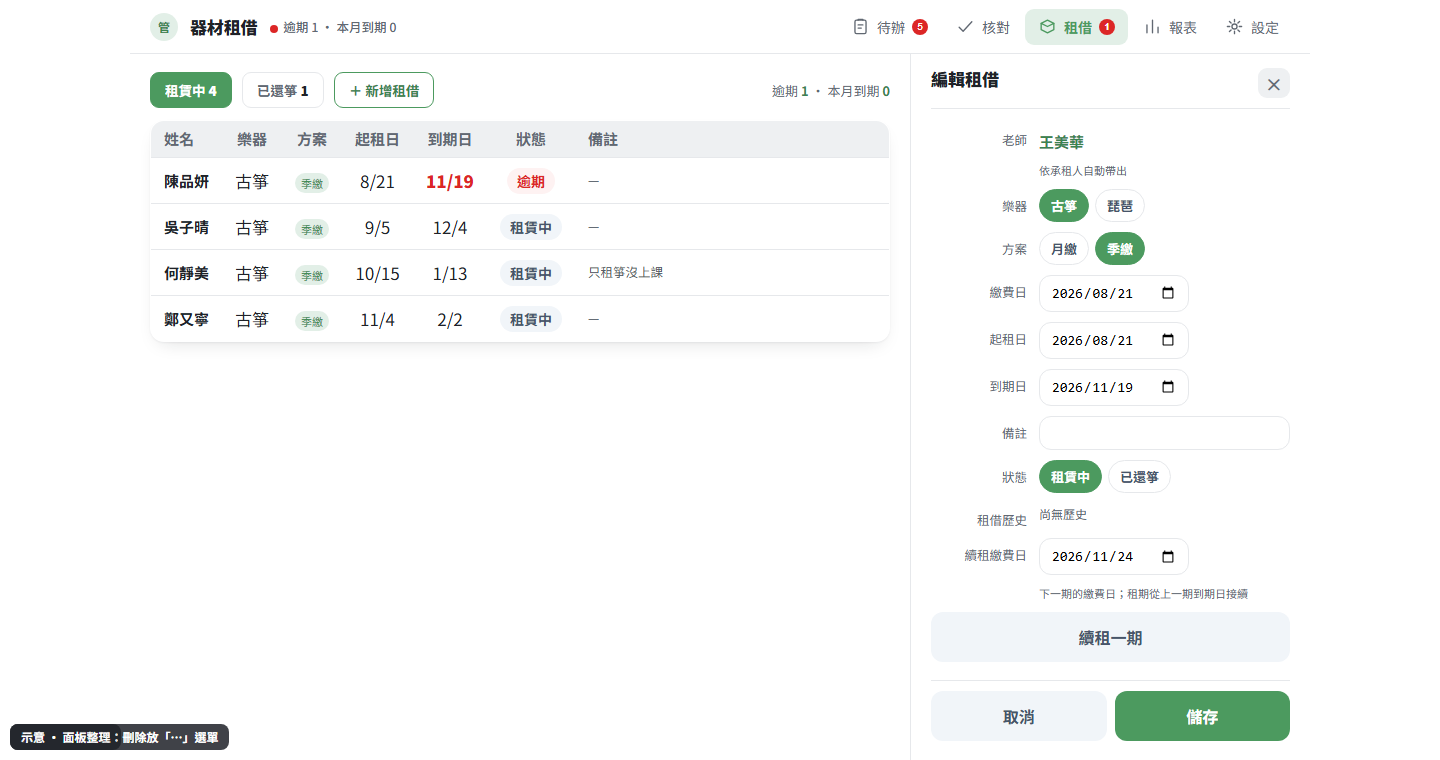 管 器材租借 逾期 1 · 本月到期 0 待辦 5 核對 租借 1 報表 設定
租賃中 4 已還箏 1 ＋ 新增租借 逾期 1 · 本月到期 0
姓名 樂器 方案 起租日 到期日 狀態 備註
陳品妍 古箏 季繳 8/21 11/19 逾期 —
吳子晴 古箏 季繳 9/5 12/4 租賃中 —
何靜美 古箏 季繳 10/15 1/13 租賃中 只租箏沒上課
鄭又寧 古箏 季繳 11/4 2/2 租賃中 —
編輯租借
老師 王美華
依承租人自動帶出
樂器 古箏 琵琶
方案 月繳 季繳
繳費日 2026/08/21
起租日 2026/08/21
到期日 2026/11/19
備註
狀態 租賃中 已還箏
租借歷史 尚無歷史
續租繳費日 2026/11/24
下一期的繳費日；租期從上一期到期日接續
續租一期
取消 儲存
示意 · 面板整理：刪除放「…」選單